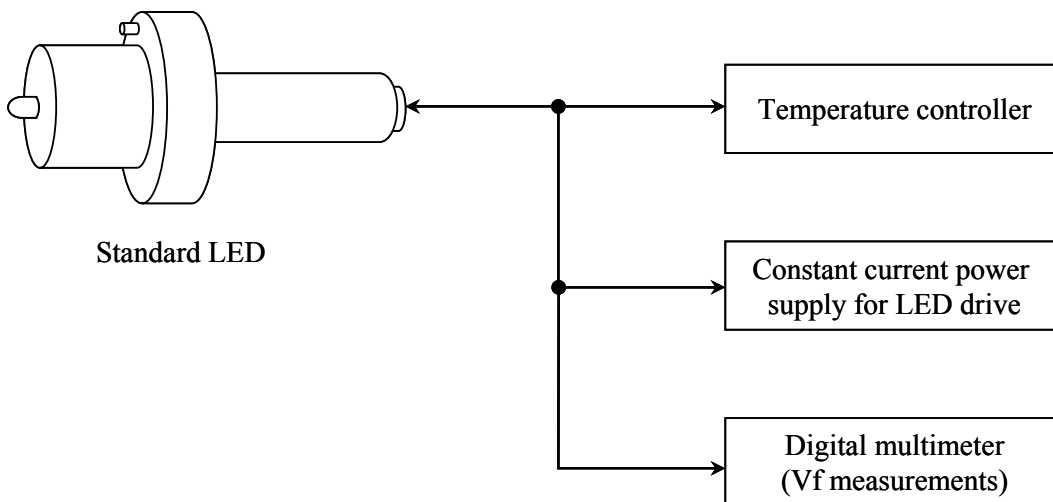 Temperature controller
Standard LED
Constant current power
supply for LED drive
Digital multimeter
(Vf measurements)